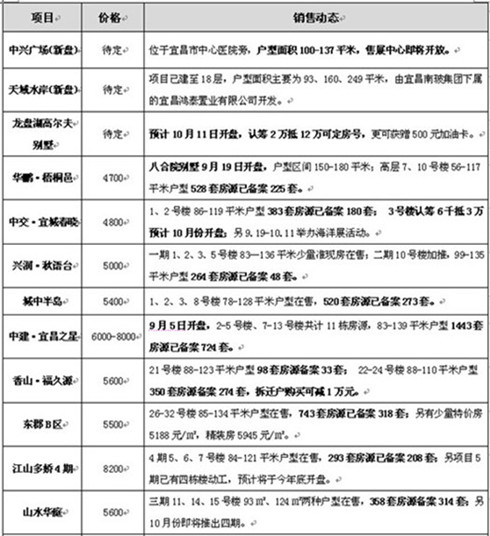 项目 价格 销售动态
中兴广场(新盘) 待定 位于宜昌市中心医院旁，户型面积100-137平米，售展中心即将开放。
天域水岸(新盘) 待定 项目已建至18层，户型面积主要为93、160、249平米，由宜昌南玻集团下属
的宜昌鸿泰置业有限公司开发。
龙盘湖高尔夫
别墅 待定 预计10月11日开盘，认筹2万抵12万可定房号，更可获赠500元加油卡。
华鹏·梧桐邑 4700 八合院别墅9月19日开盘，户型区间150-180平米；高层7、10号楼56-117
平米户型528套房源已备案225套。
中交·宜城春晓 4800 1、2号楼86-119平米户型383套房源已备案180套； 3号楼认筹6千抵3万
预计10月份开盘；另9.19-10.11举办海洋展活动。
兴润·秋语台 5000 一期1、2、3、5号楼83—136平米少量准现房在售；二期10号楼加推，99-135
平米户型264套房源已备案48套。
城中半岛 5400 1、2、3、8号楼78-128平米户型在售，520套房源已备案273套。
中建·宜昌之星 6000-8000 9月5日开盘，2-5号楼、7-13号楼共计11栋房源，83-139平米户型1443套
房源已备案724套。
香山·福久源 5600 21号楼88-123平米户型98套房源备案33套； 22-24号楼88-110平米户型
350套房源备案274套，拆迁户购买可减1万元。
东郡B区 5500 26-32号楼85-134平米户型在售，743套房源已备案318套；另有少量特价房
5188元/㎡，精装房5945元/㎡。
江山多娇4期 8200 4期5、6、7号楼84-121平米户型在售，293套房源已备案208套；另项目5
期已有四栋楼动工，预计将于今年底开盘。
山水华庭 5600 三期11、14、15号楼93㎡、124㎡两种户型在售，358套房源备案314套；另
10月份即将推出四期。